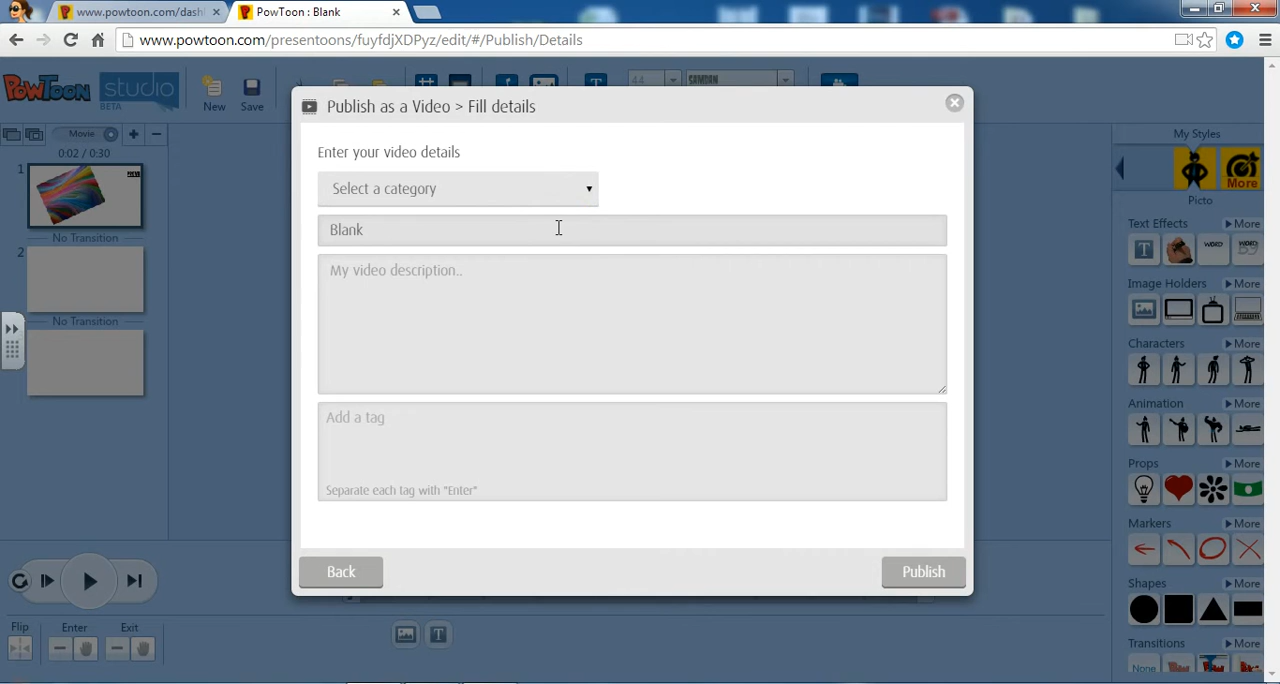 www.powtoon.com/dashl
PowToon : Blank
www.powtoon.com/presentoons/fuyfdjXDPyz/edit/#/Publish/Details
POWTOON studio
BETA
New
Save
44
Movie
0:02 / 0:30
1
No Transition
2
No Transition
Publish as a Video > Fill details
Enter your video details
Select a category
Blank
My video description..
Add a tag
Separate each tag with "Enter"
Back
Publish
My Styles
More
Picto
Text Effects
More
T
WORD
Image Holders
More
Characters
More
Animation
More
Props
More
Markers
More
Shapes
More
Transitions
More
None
Flip
Enter
Exit
T